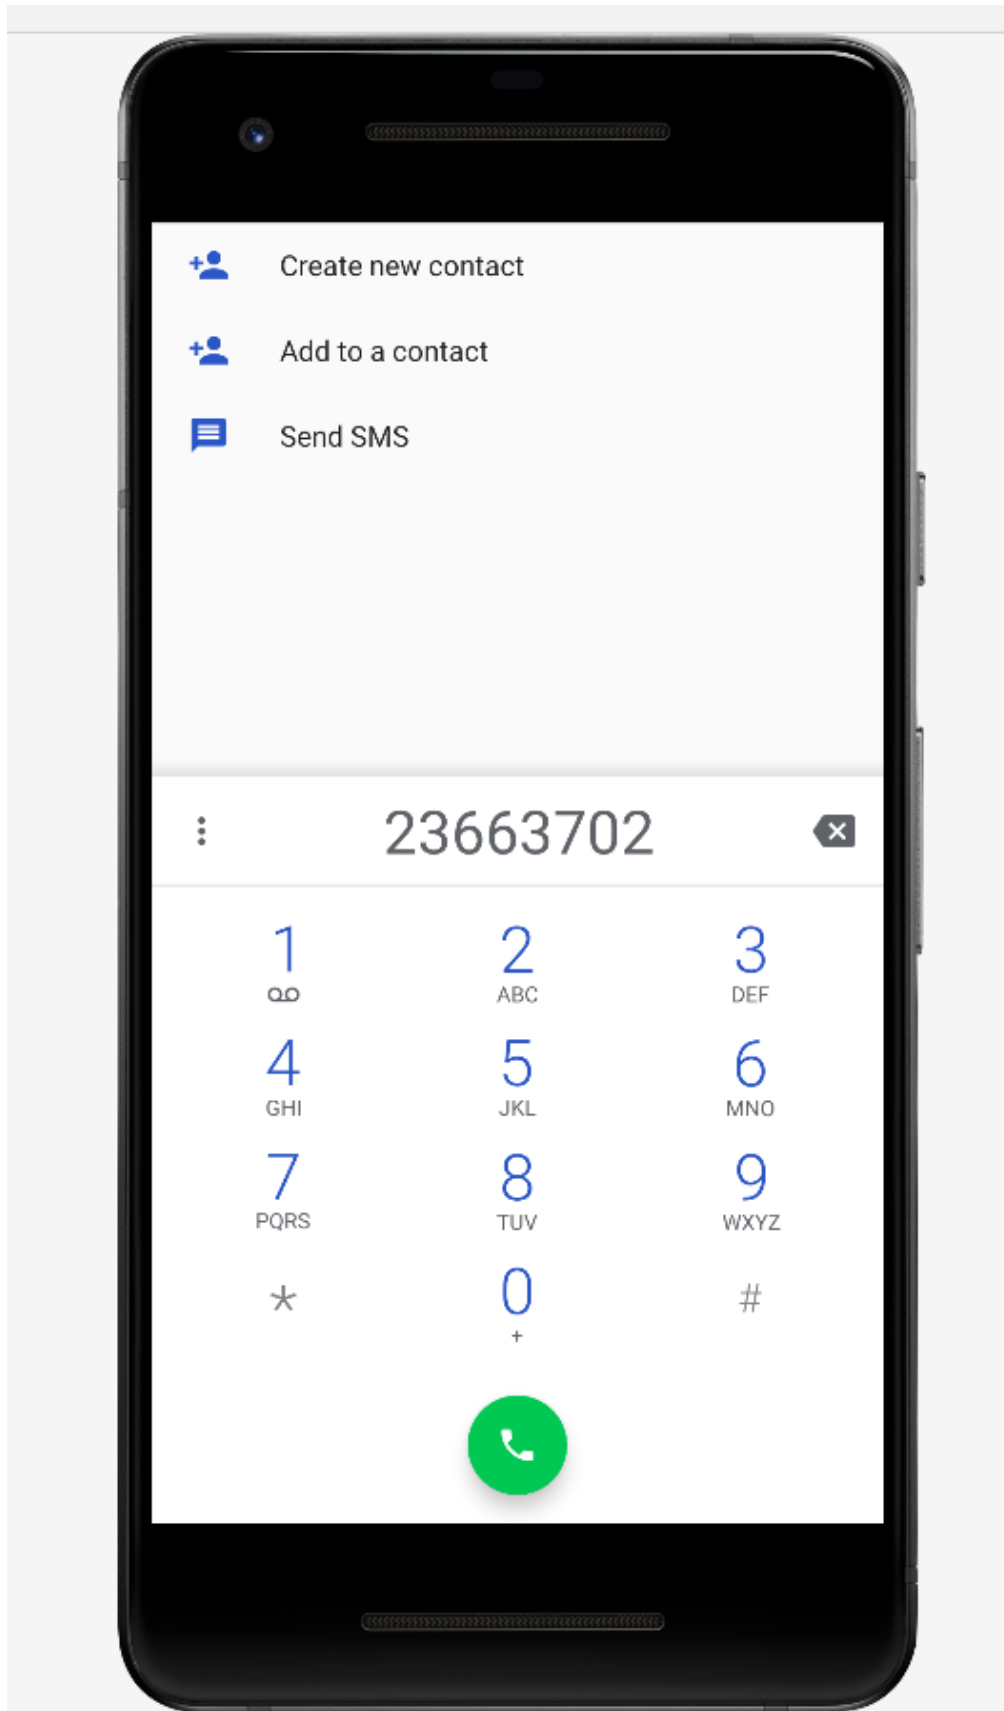 Create new contact
Add to a contact
Send SMS
23663702
1 2 3
ABC DEF
4 5 6
GHI JKL MNO
7 8 9
PQRS TUV WXYZ
* 0 #
+